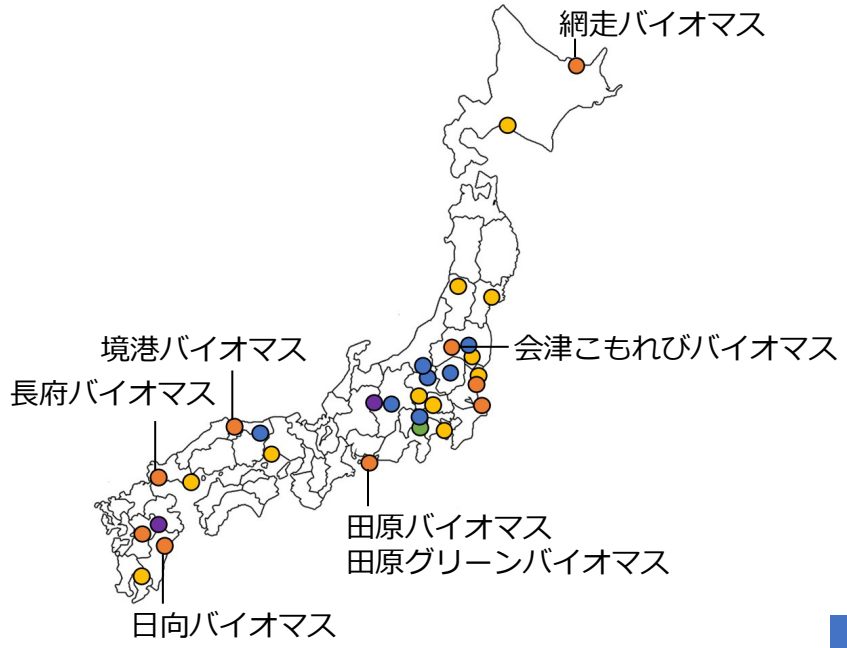 網走バイオマス
会津こもれびバイオマス
境港バイオマス
長府バイオマス
田原バイオマス
田原グリーンバイオマス
日向バイオマス